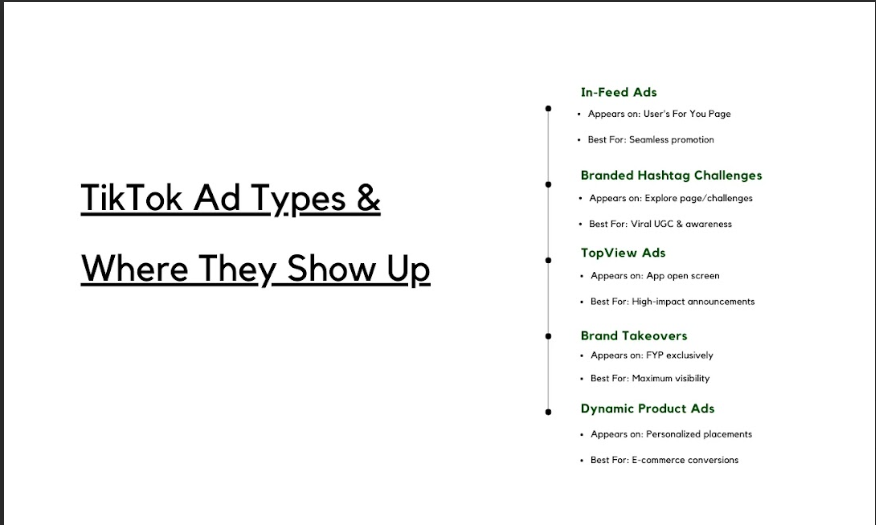 TikTok Ad Types &
Where They Show Up
In-Feed Ads
• Appears on: User's For You Page
• Best For: Seamless promotion
Branded Hashtag Challenges
• Appears on: Explore page/challenges
• Best For: Viral UGC & awareness
TopView Ads
• Appears on: App open screen
• Best For: High-impact announcements
Brand Takeovers
• Appears on: FYP exclusively
• Best For: Maximum visibility
Dynamic Product Ads
• Appears on: Personalized placements
• Best For: E-commerce conversions